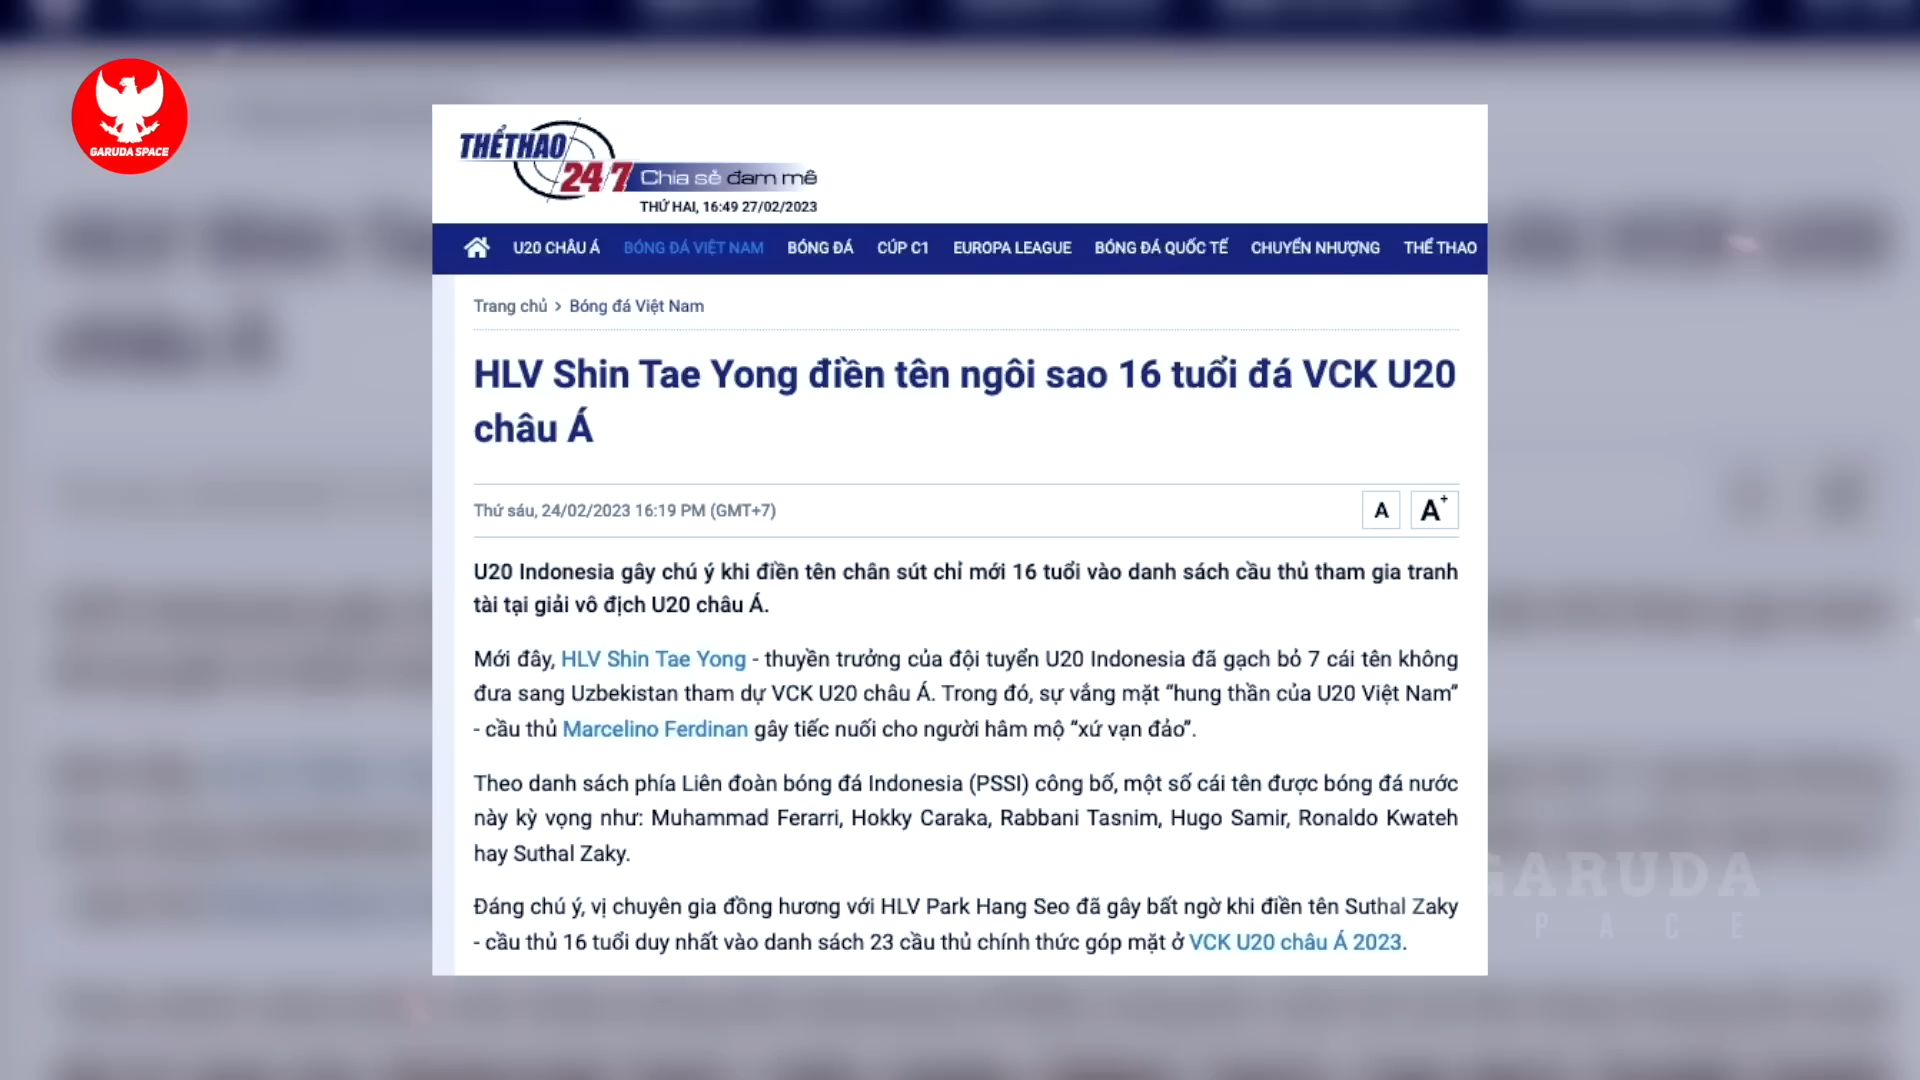 GARUDA SPACE
THỂ THAO
24/7 Chia sẻ đam mê
THỨ HAI, 16:49 27/02/2023
U20 CHÂU Á BÓNG ĐÁ VIỆT NAM BÓNG ĐÁ CÚP C1 EUROPA LEAGUE BÓNG ĐÁ QUỐC TẾ CHUYỂN NHƯỢNG THỂ THAO
Trang chủ › Bóng đá Việt Nam
HLV Shin Tae Yong điền tên ngôi sao 16 tuổi đá VCK U20
châu Á
Thứ sáu, 24/02/2023 16:19 PM (GMT+7)
A A+
U20 Indonesia gây chú ý khi điền tên chân sút chỉ mới 16 tuổi vào danh sách cầu thủ tham gia tranh
tài tại giải vô địch U20 châu Á.
Mới đây, HLV Shin Tae Yong - thuyền trưởng của đội tuyển U20 Indonesia đã gạch bỏ 7 cái tên không
đưa sang Uzbekistan tham dự VCK U20 châu Á. Trong đó, sự vắng mặt “hung thần của U20 Việt Nam”
- cầu thủ Marcelino Ferdinan gây tiếc nuối cho người hâm mộ “xứ vạn đảo”.
Theo danh sách phía Liên đoàn bóng đá Indonesia (PSSI) công bố, một số cái tên được bóng đá nước
này kỳ vọng như: Muhammad Ferarri, Hokky Caraka, Rabbani Tasnim, Hugo Samir, Ronaldo Kwateh
hay Suthal Zaky.
Đáng chú ý, vị chuyên gia đồng hương với HLV Park Hang Seo đã gây bất ngờ khi điền tên Suthal Zaky
- cầu thủ 16 tuổi duy nhất vào danh sách 23 cầu thủ chính thức góp mặt ở VCK U20 châu Á 2023.
GARUDA
PACE